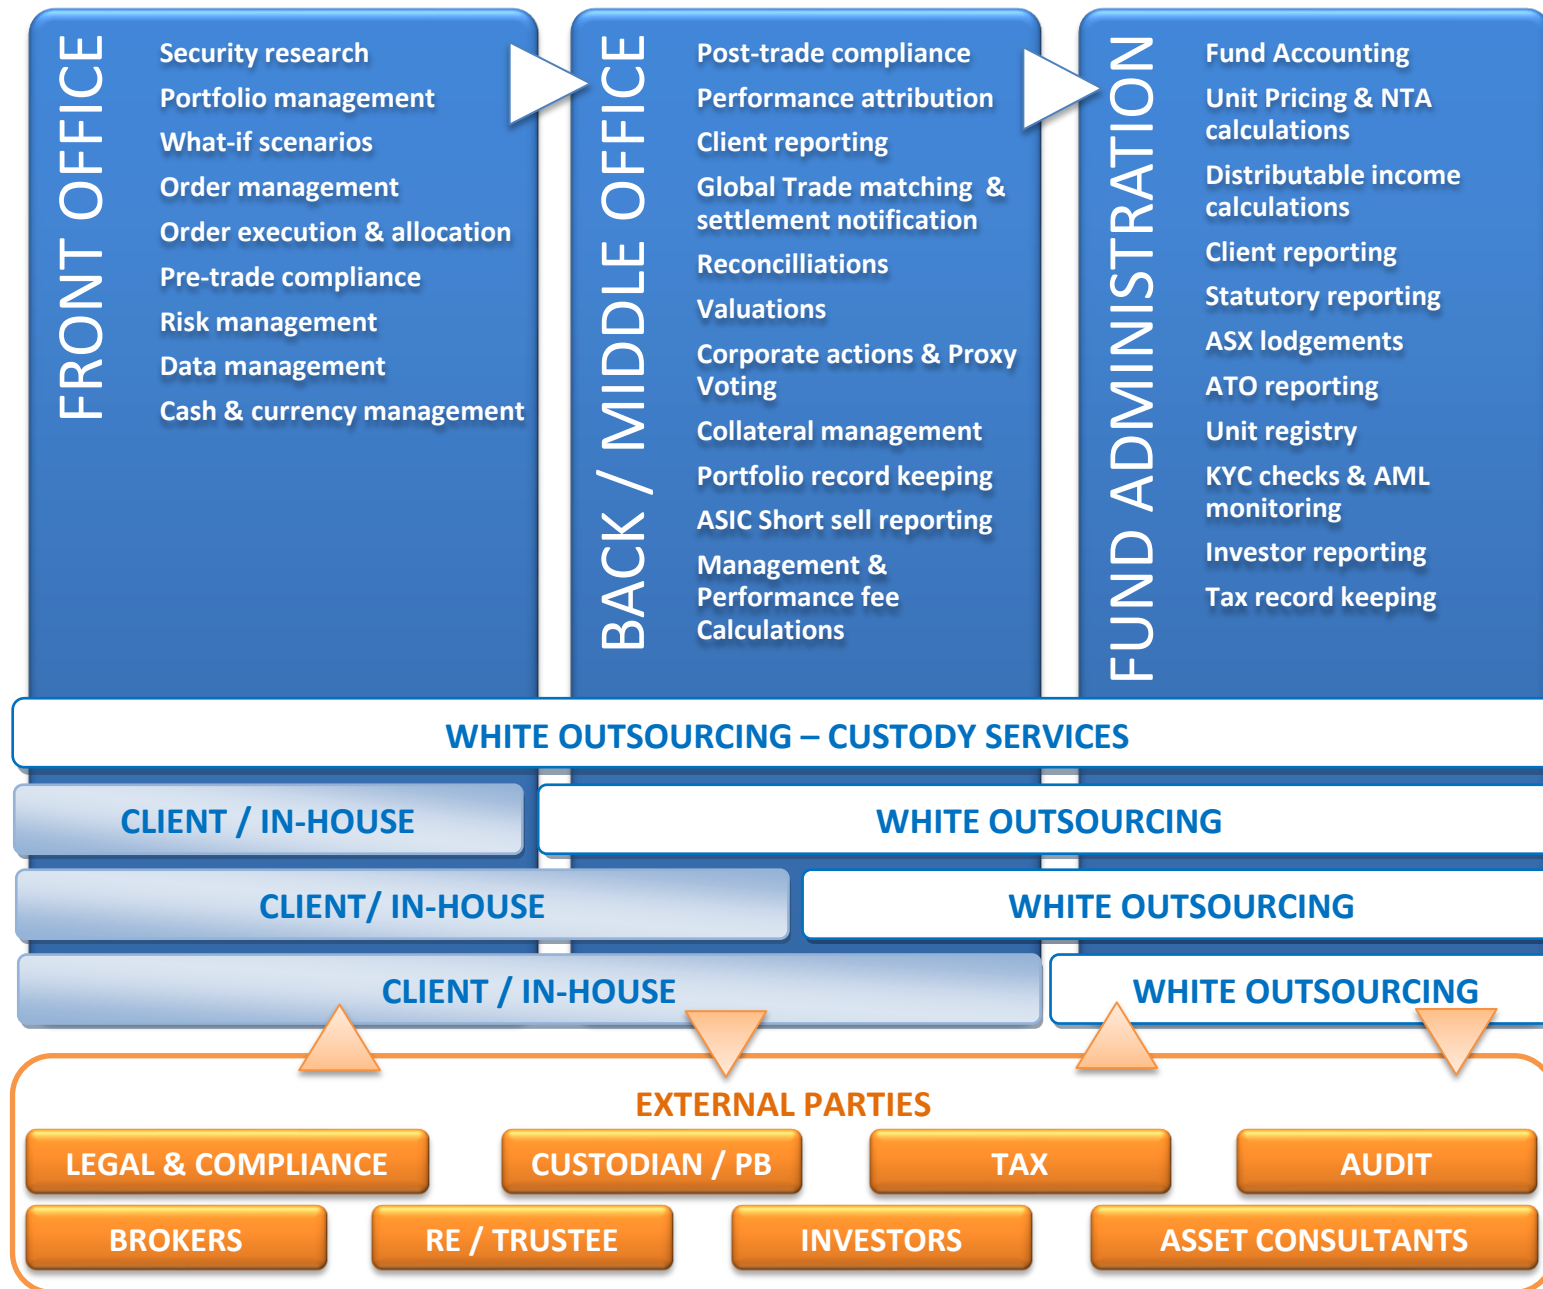 FRONT OFFICE
Security research
Portfolio management
What-if scenarios
Order management
Order execution & allocation
Pre-trade compliance
Risk management
Data management
Cash & currency management
BACK / MIDDLE OFFICE
Post-trade compliance
Performance attribution
Client reporting
Global Trade matching &
settlement notification
Reconcilliations
Valuations
Corporate actions & Proxy
Voting
Collateral management
Portfolio record keeping
ASIC Short sell reporting
Management &
Performance fee
Calculations
FUND ADMINISTRATION
Fund Accounting
Unit Pricing & NTA
calculations
Distributable income
calculations
Client reporting
Statutory reporting
ASX lodgements
ATO reporting
Unit registry
KYC checks & AML
monitoring
Investor reporting
Tax record keeping
WHITE OUTSOURCING – CUSTODY SERVICES
CLIENT / IN-HOUSE
WHITE OUTSOURCING
CLIENT/ IN-HOUSE
WHITE OUTSOURCING
CLIENT / IN-HOUSE
WHITE OUTSOURCING
EXTERNAL PARTIES
LEGAL & COMPLIANCE
CUSTODIAN / PB
TAX
AUDIT
BROKERS
RE / TRUSTEE
INVESTORS
ASSET CONSULTANTS